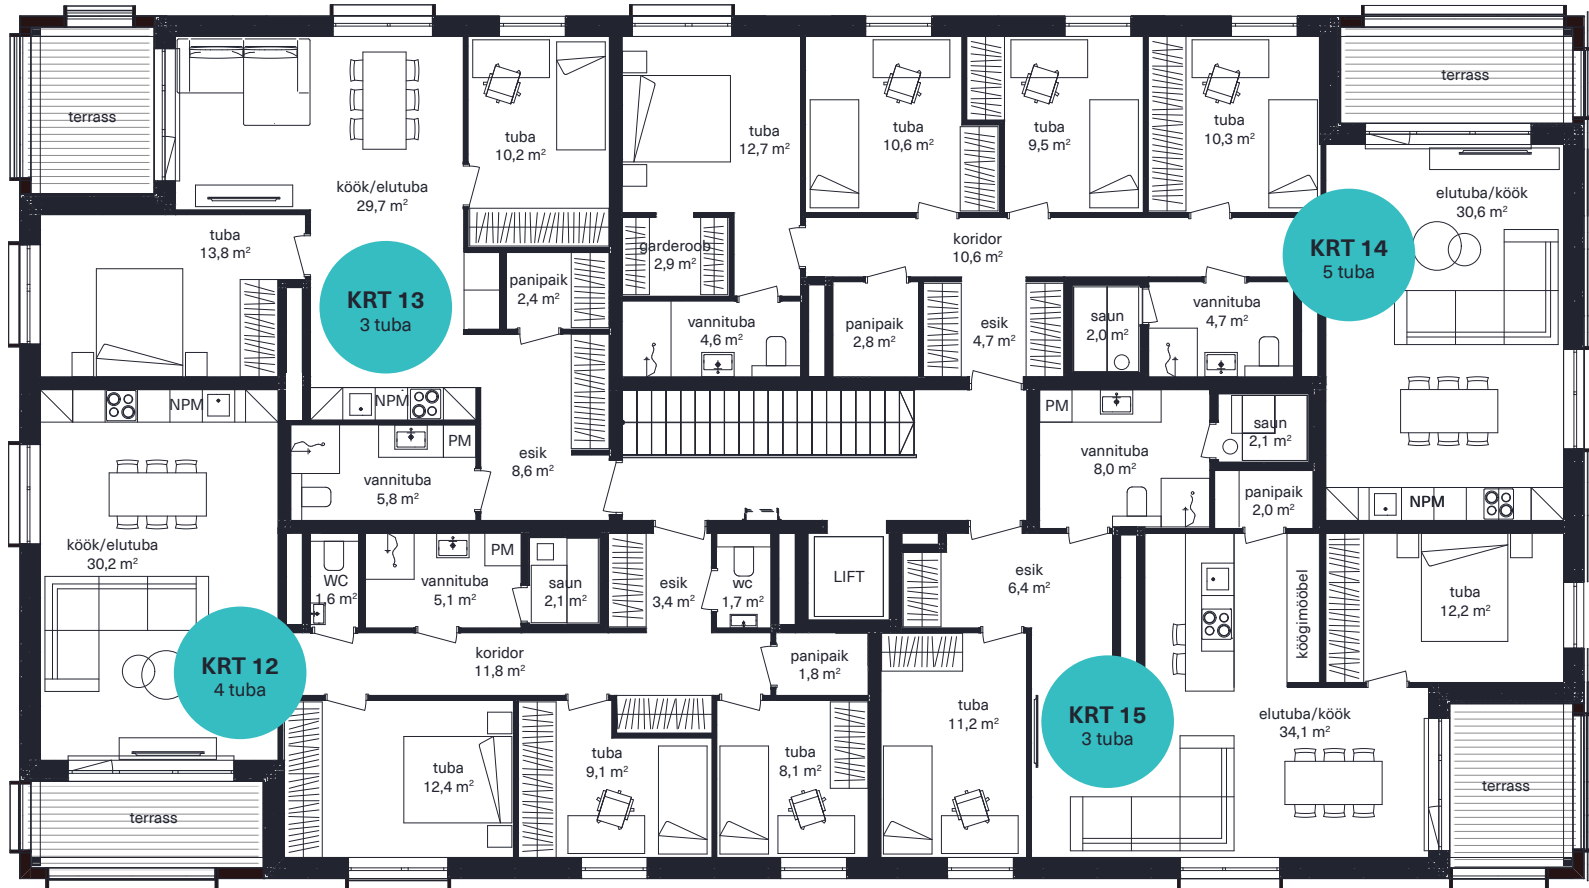 terrass
köök/elutuba
29,7 m²
tuba
10,2 m²
tuba
13,8 m²
panipaik
2,4 m²
KRT 13
3 tuba
NPM
PM
vannituba
5,8 m²
esik
8,6 m²
tuba
12,7 m²
tuba
10,6 m²
tuba
9,5 m²
tuba
10,3 m²
terrass
garderoob
2,9 m²
koridor
10,6 m²
vannituba
4,6 m²
panipaik
2,8 m²
esik
4,7 m²
saun
2,0 m²
vannituba
4,7 m²
KRT 14
5 tuba
elutuba/köök
30,6 m²
NPM
NPM
köök/elutuba
30,2 m²
WC
1,6 m²
vannituba
5,1 m²
PM
saun
2,1 m²
esik
3,4 m²
wc
1,7 m²
KRT 12
4 tuba
koridor
11,8 m²
panipaik
1,8 m²
tuba
12,4 m²
tuba
9,1 m²
tuba
8,1 m²
terrass
LIFT
PM
vannituba
8,0 m²
saun
2,1 m²
panipaik
2,0 m²
esik
6,4 m²
tuba
11,2 m²
KRT 15
3 tuba
köögimööbel
tuba
12,2 m²
elutuba/köök
34,1 m²
terrass